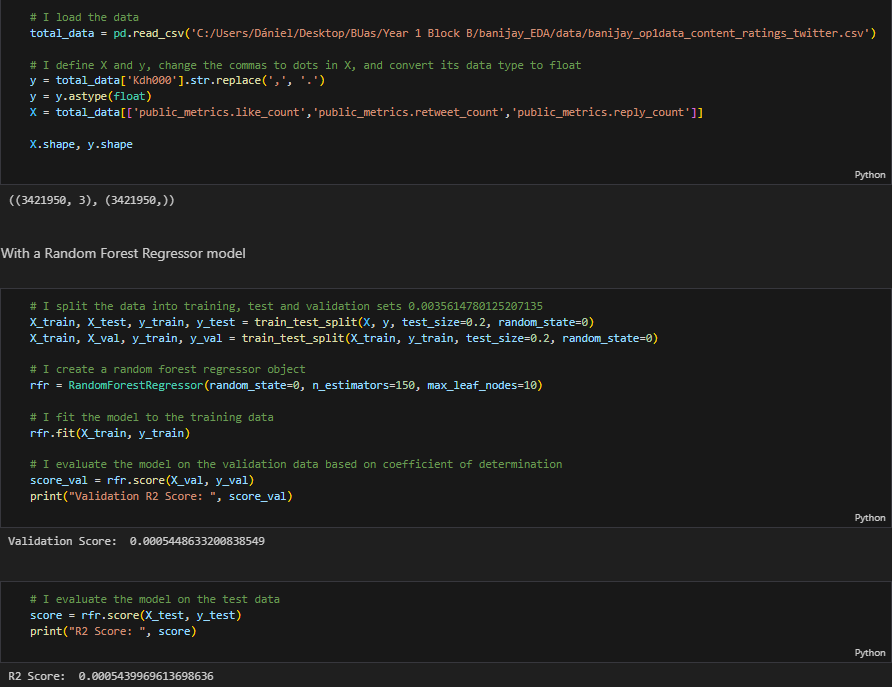 # I load the data
total_data = pd.read_csv('C:/Users/Dániel/Desktop/BUas/Year 1 Block B/banijay_EDA/data/banijay_op1data_content_ratings_twitter.csv')
# I define X and y, change the commas to dots in X, and convert its data type to float
y = total_data['Kdh000'].str.replace(',', '.')
y = y.astype(float)
X = total_data[['public_metrics.like_count','public_metrics.retweet_count','public_metrics.reply_count']]
X.shape, y.shape
Python
((3421950, 3), (3421950,))
With a Random Forest Regressor model
# I split the data into training, test and validation sets 0.0035614780125207135
X_train, X_test, y_train, y_test = train_test_split(X, y, test_size=0.2, random_state=0)
X_train, X_val, y_train, y_val = train_test_split(X_train, y_train, test_size=0.2, random_state=0)
# I create a random forest regressor object
rfr = RandomForestRegressor(random_state=0, n_estimators=150, max_leaf_nodes=10)
# I fit the model to the training data
rfr.fit(X_train, y_train)
# I evaluate the model on the validation data based on coefficient of determination
score_val = rfr.score(X_val, y_val)
print("Validation R2 Score: ", score_val)
Python
Validation Score:  0.0005448633200838549
# I evaluate the model on the test data
score = rfr.score(X_test, y_test)
print("R2 Score: ", score)
Python
R2 Score:  0.0005439969613698636